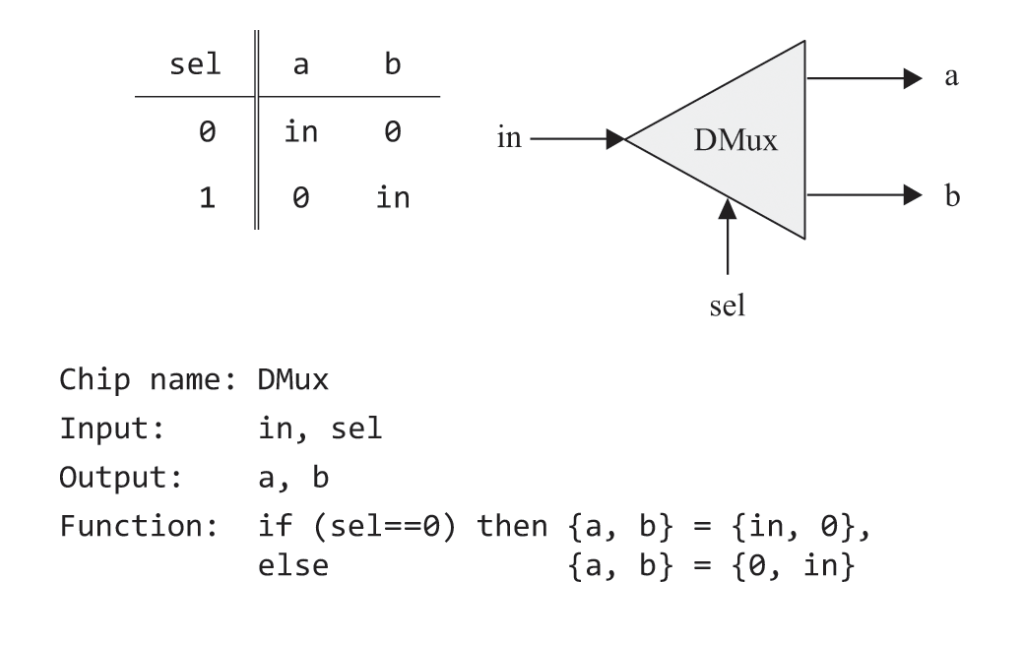 sel a b
0 in 0
1 0 in
in DMux a
b
sel
Chip name: DMux
Input: in, sel
Output: a, b
Function: if (sel==0) then {a, b} = {in, 0},
else {a, b} = {0, in}